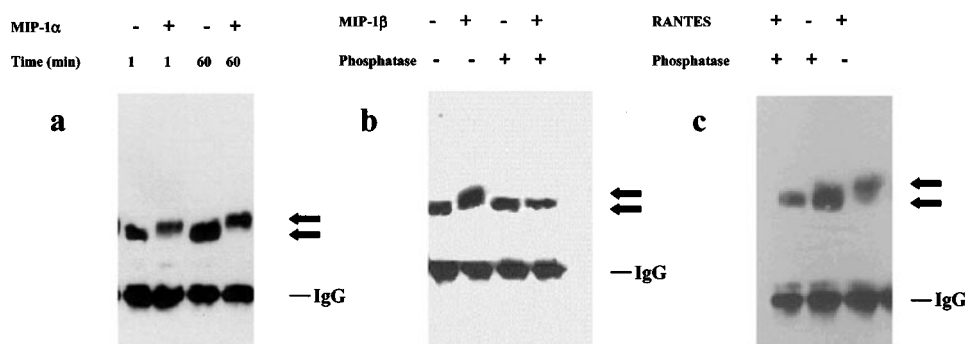 MIP-1α - + - +
Time (min) 1 1 60 60
a
IgG
MIP-1β - + - +
Phosphatase - - + +
b
IgG
RANTES + - +
Phosphatase + + -
c
IgG